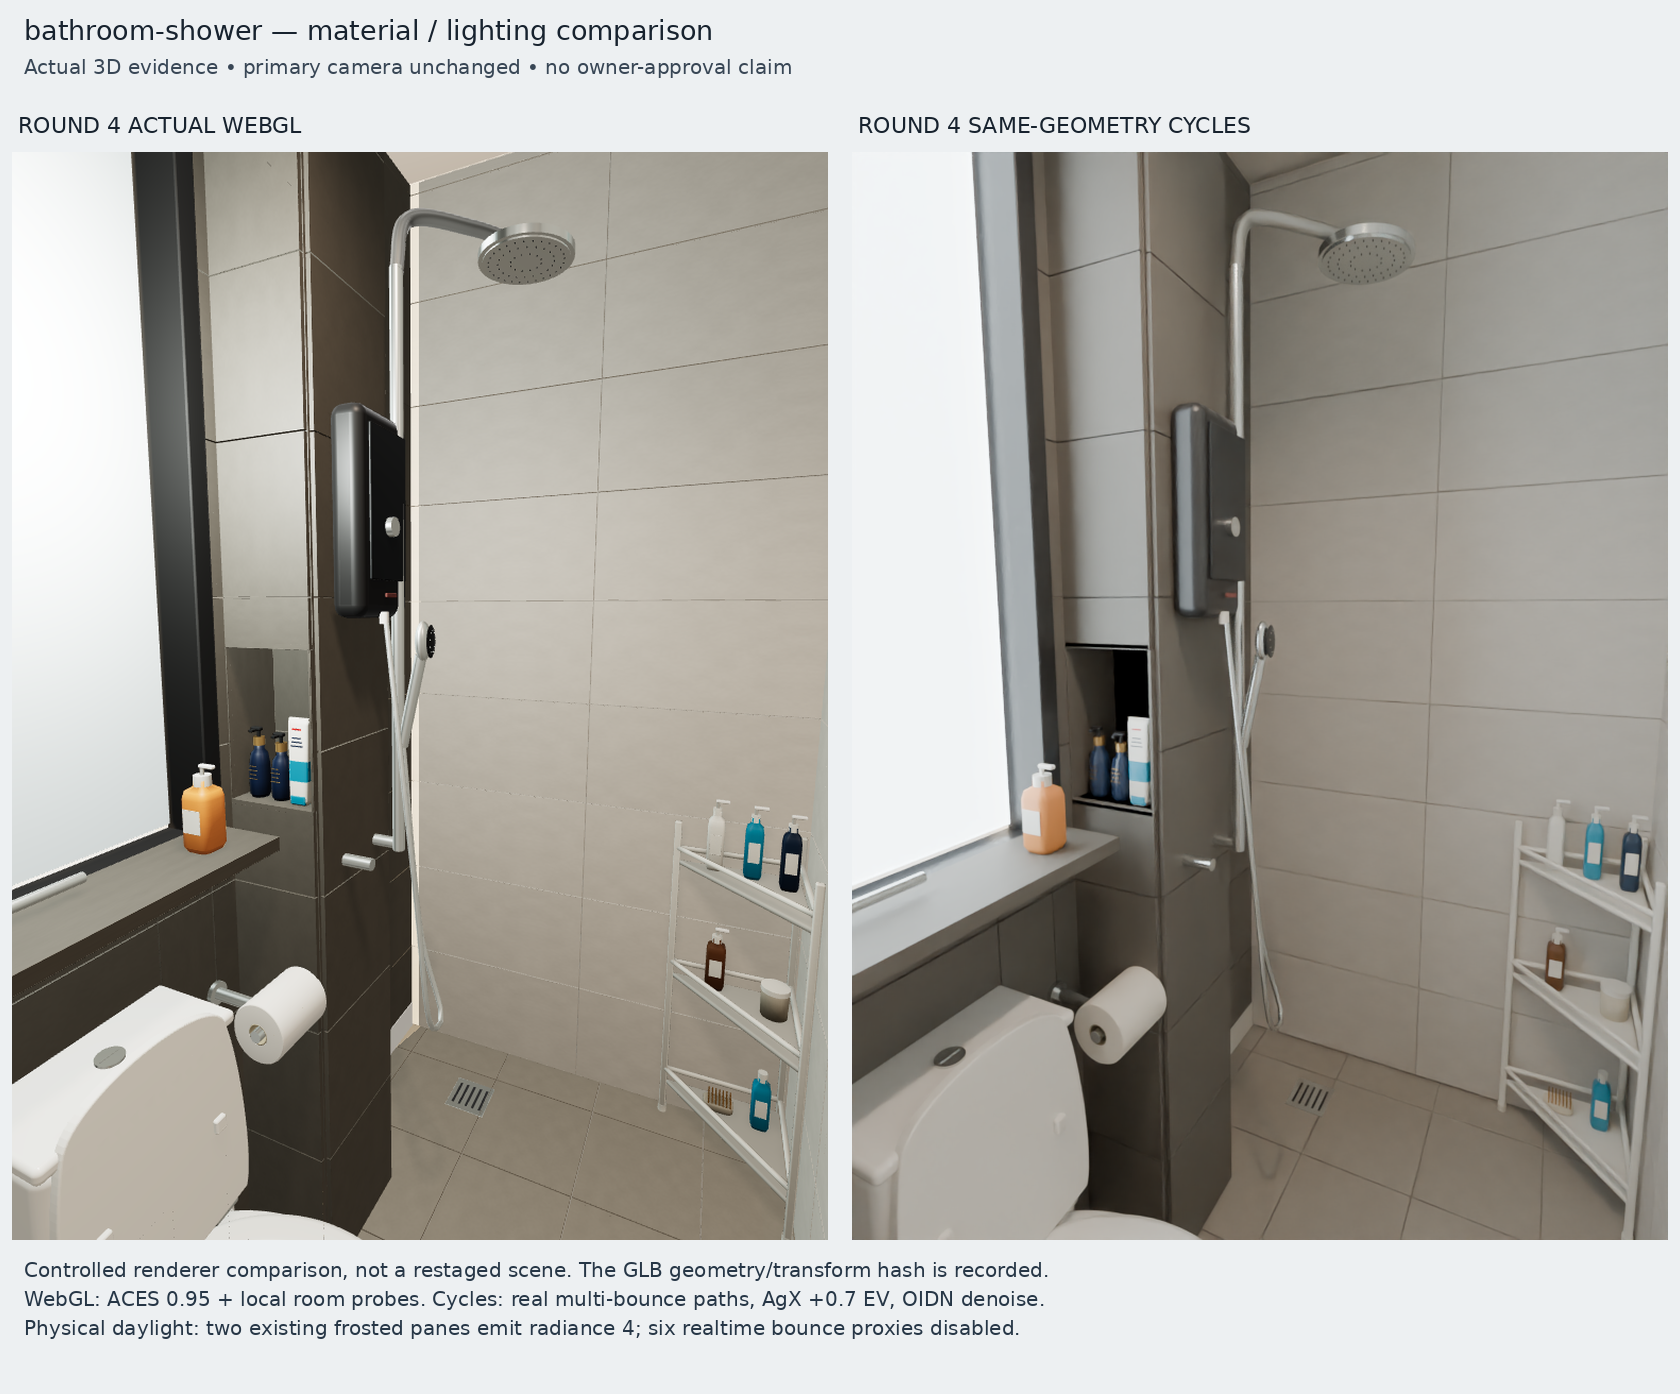 bathroom-shower — material / lighting comparison
Actual 3D evidence • primary camera unchanged • no owner-approval claim
ROUND 4 ACTUAL WEBGL
ROUND 4 SAME-GEOMETRY CYCLES
Controlled renderer comparison, not a restaged scene. The GLB geometry/transform hash is recorded.
WebGL: ACES 0.95 + local room probes. Cycles: real multi-bounce paths, AgX +0.7 EV, OIDN denoise.
Physical daylight: two existing frosted panes emit radiance 4; six realtime bounce proxies disabled.